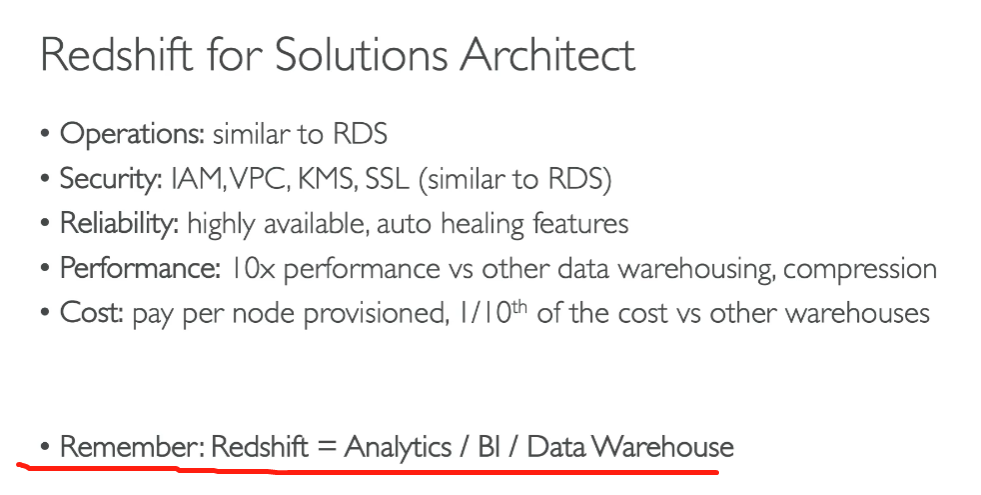 Redshift for Solutions Architect
• Operations: similar to RDS
• Security: IAM, VPC, KMS, SSL (similar to RDS)
• Reliability: highly available, auto healing features
• Performance: 10x performance vs other data warehousing, compression
• Cost: pay per node provisioned, 1/10th of the cost vs other warehouses
• Remember: Redshift = Analytics / BI / Data Warehouse